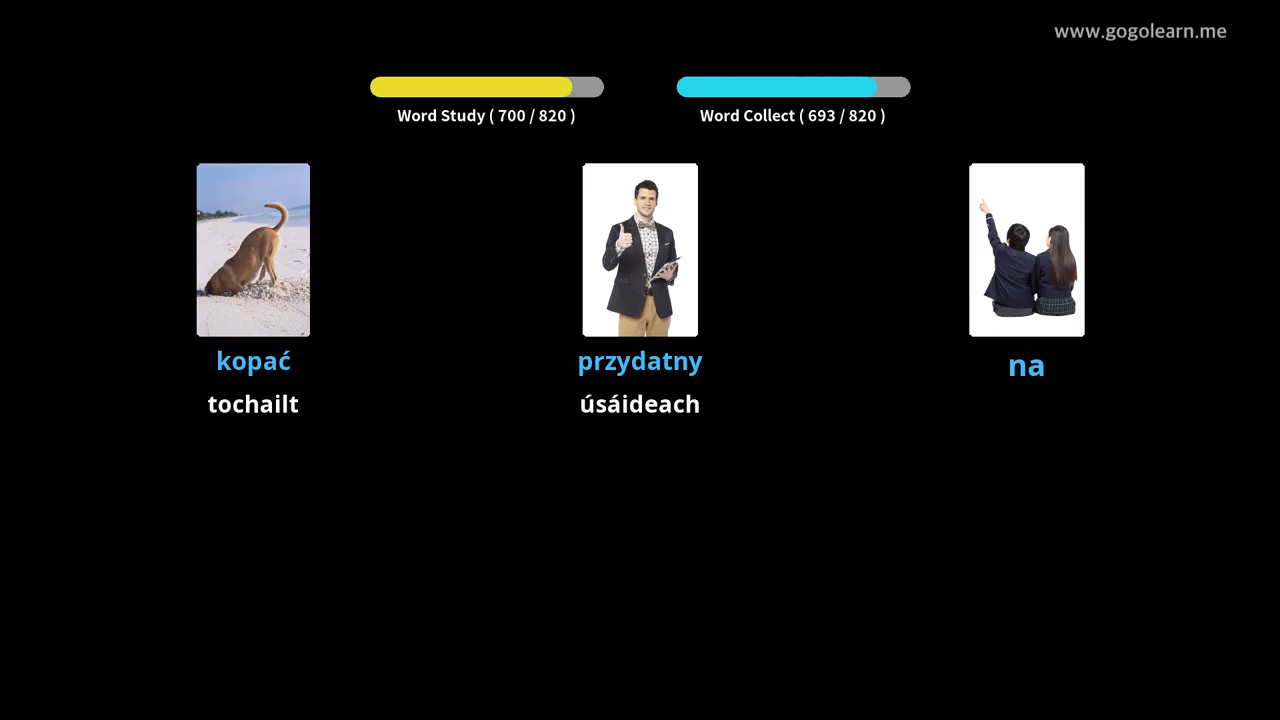 www.gogolearn.me
Word Study ( 700 / 820 )
Word Collect ( 693 / 820 )
kopać
przydatny
na
tochailt
úsáideach